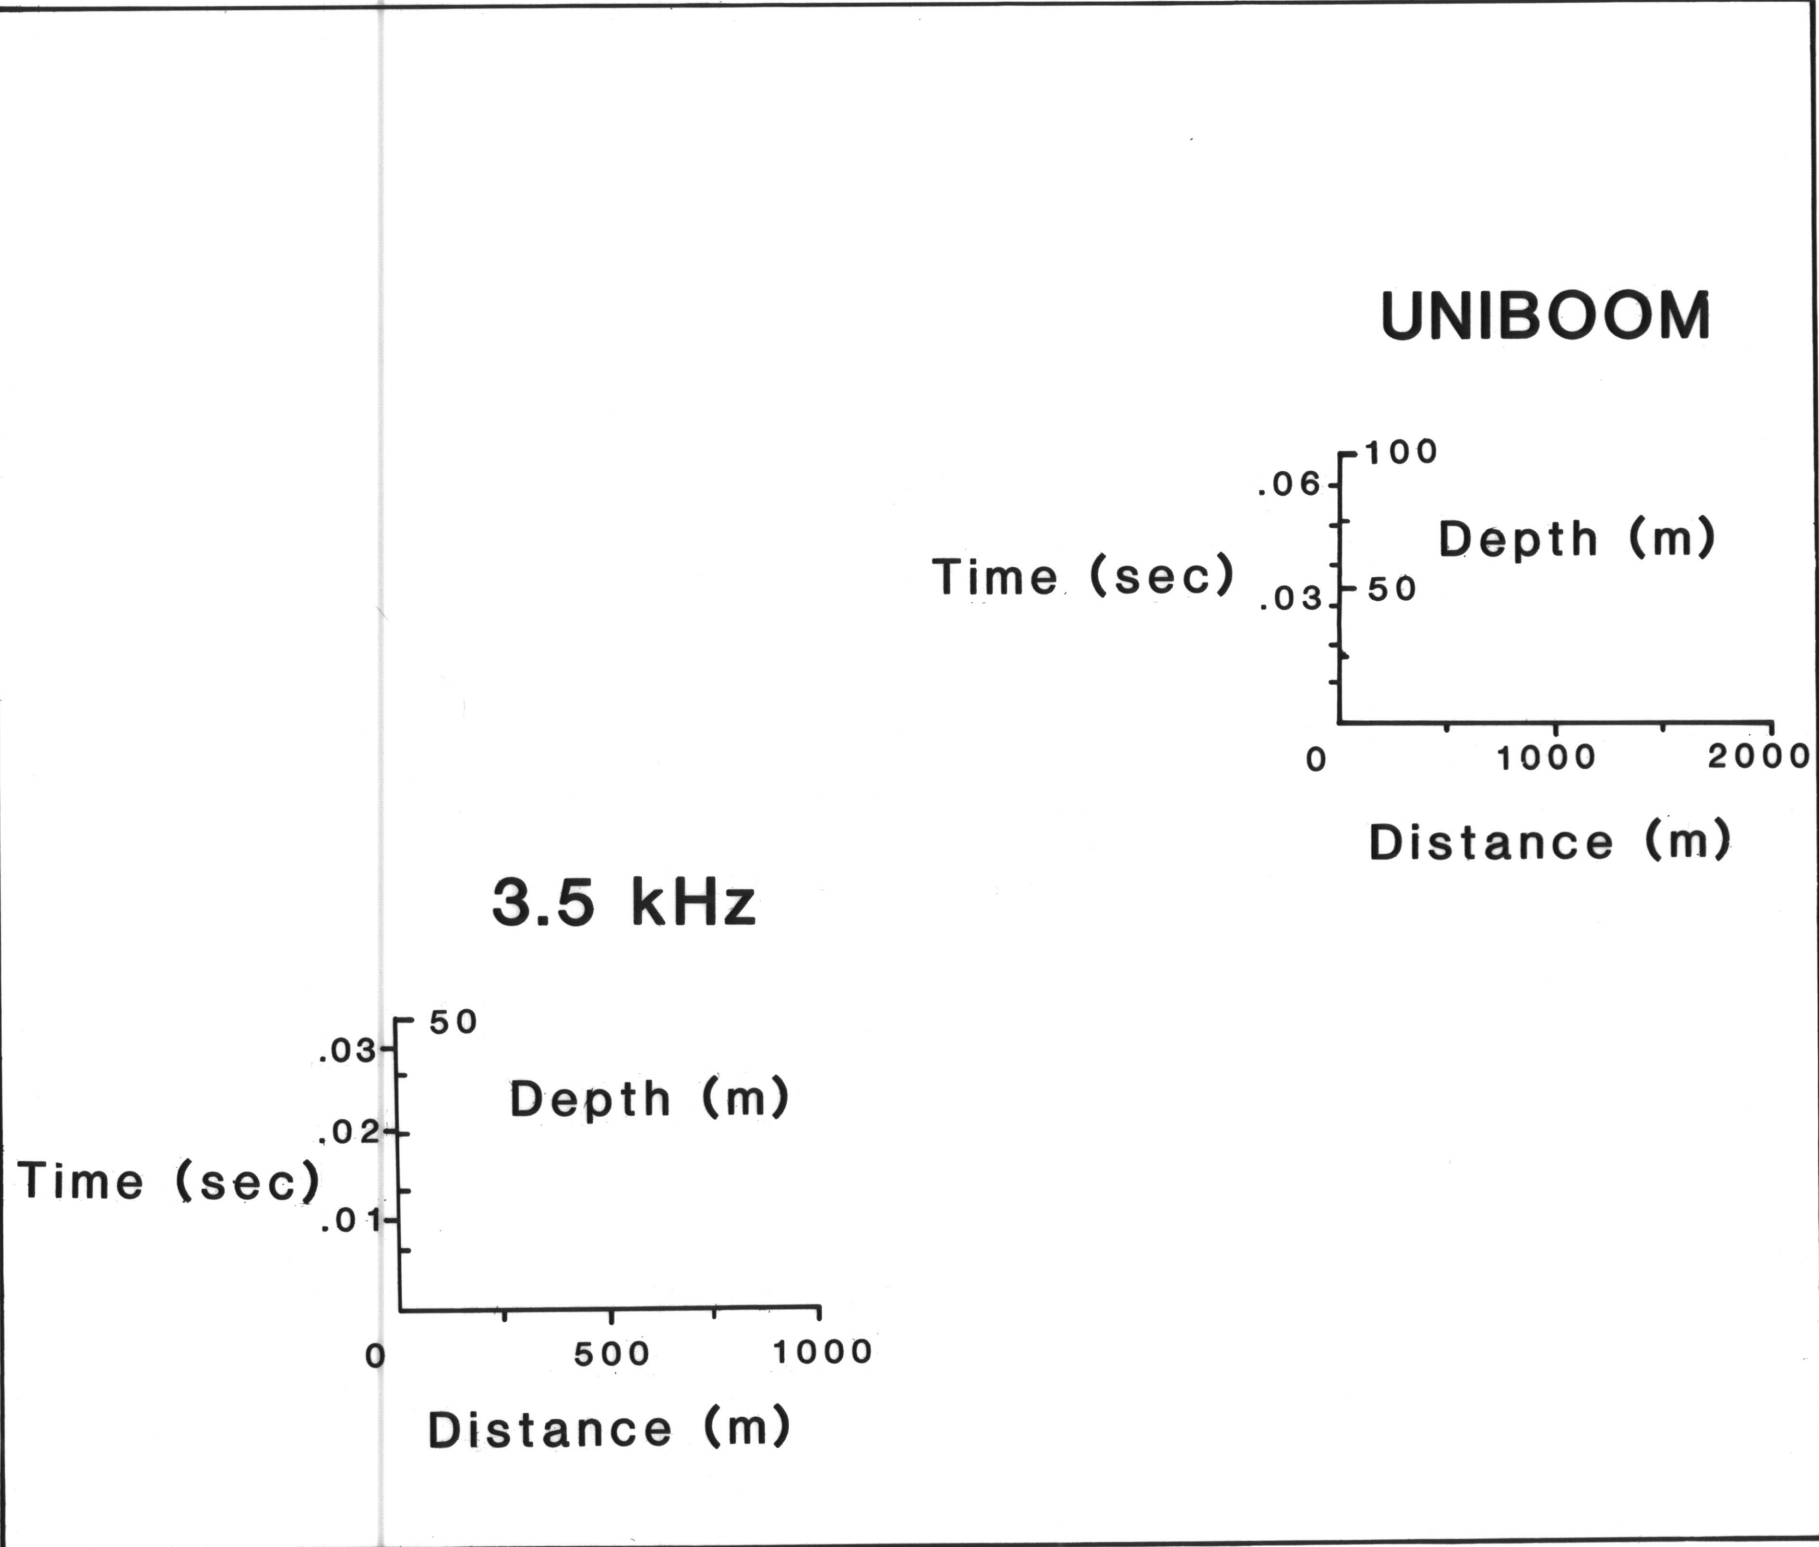 UNIBOOM
100
.06
Depth (m)
Time (sec)
.03
50
0 1000 2000
Distance (m)
3.5 kHz
50
.03
Depth (m)
.02
Time (sec)
.01
0 500 1000
Distance (m)